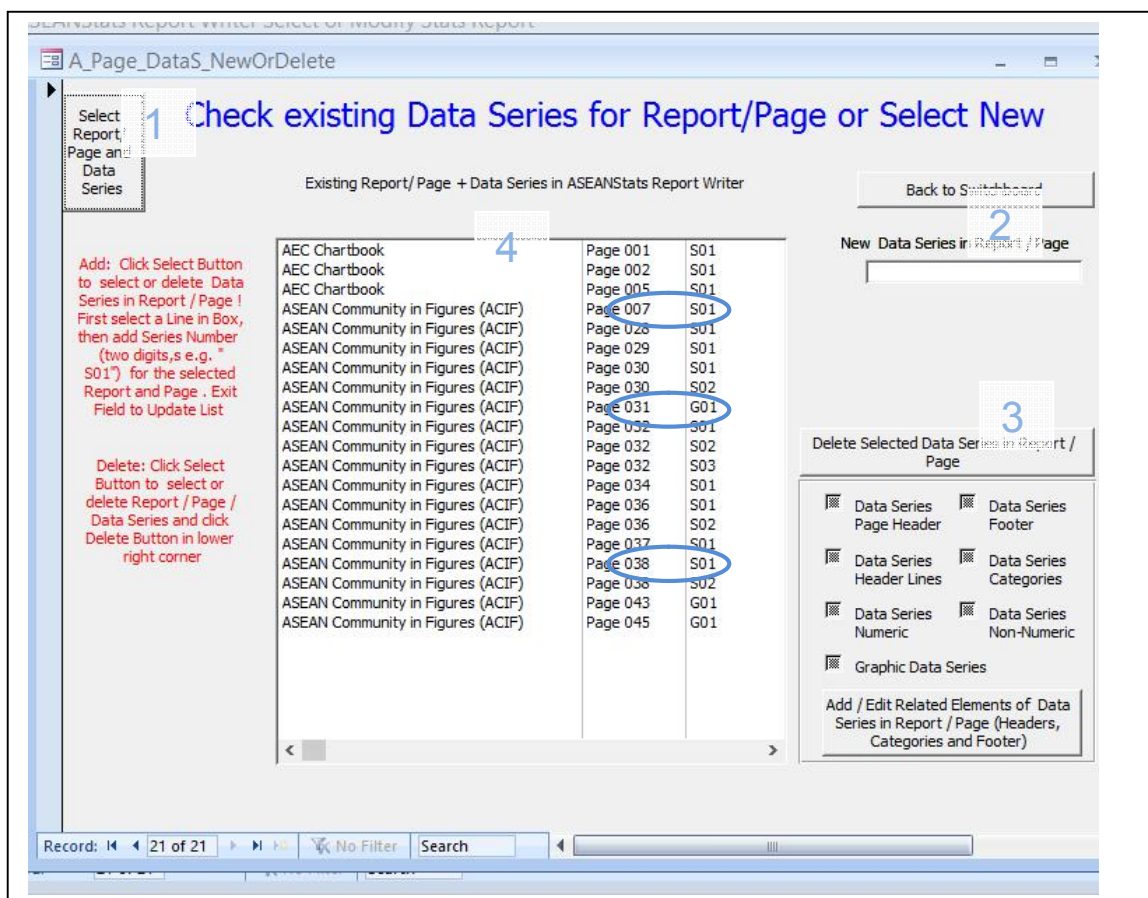 ASEANStats Report Writer Select or Modify Stats Report
A_Page_DataS_NewOrDelete
Select
Report,
Page and
Data
Series
1
Check existing Data Series for Report/Page or Select New
Existing Report/ Page + Data Series in ASEANStats Report Writer
Back to Switchboard
2
4
New Data Series in Report / Page
Add: Click Select Button
to select or delete Data
Series in Report / Page !
First select a Line in Box,
then add Series Number
(two digits,s e.g. "
S01") for the selected
Report and Page . Exit
Field to Update List
Delete: Click Select
Button to select or
delete Report / Page /
Data Series and click
Delete Button in lower
right corner
AEC Chartbook Page 001 S01
AEC Chartbook Page 002 S01
AEC Chartbook Page 005 S01
ASEAN Community in Figures (ACIF) Page 007 S01
ASEAN Community in Figures (ACIF) Page 028 S01
ASEAN Community in Figures (ACIF) Page 029 S01
ASEAN Community in Figures (ACIF) Page 030 S01
ASEAN Community in Figures (ACIF) Page 030 S02
ASEAN Community in Figures (ACIF) Page 031 G01
ASEAN Community in Figures (ACIF) Page 032 S01
ASEAN Community in Figures (ACIF) Page 032 S02
ASEAN Community in Figures (ACIF) Page 032 S03
ASEAN Community in Figures (ACIF) Page 034 S01
ASEAN Community in Figures (ACIF) Page 036 S01
ASEAN Community in Figures (ACIF) Page 036 S02
ASEAN Community in Figures (ACIF) Page 037 S01
ASEAN Community in Figures (ACIF) Page 038 S01
ASEAN Community in Figures (ACIF) Page 038 S02
ASEAN Community in Figures (ACIF) Page 043 G01
ASEAN Community in Figures (ACIF) Page 045 G01
3
Delete Selected Data Series in Report /
Page
Data Series
Page Header
Data Series
Footer
Data Series
Header Lines
Data Series
Categories
Data Series
Numeric
Data Series
Non-Numeric
Graphic Data Series
Add / Edit Related Elements of Data
Series in Report / Page (Headers,
Categories and Footer)
Record: 21 of 21 No Filter Search